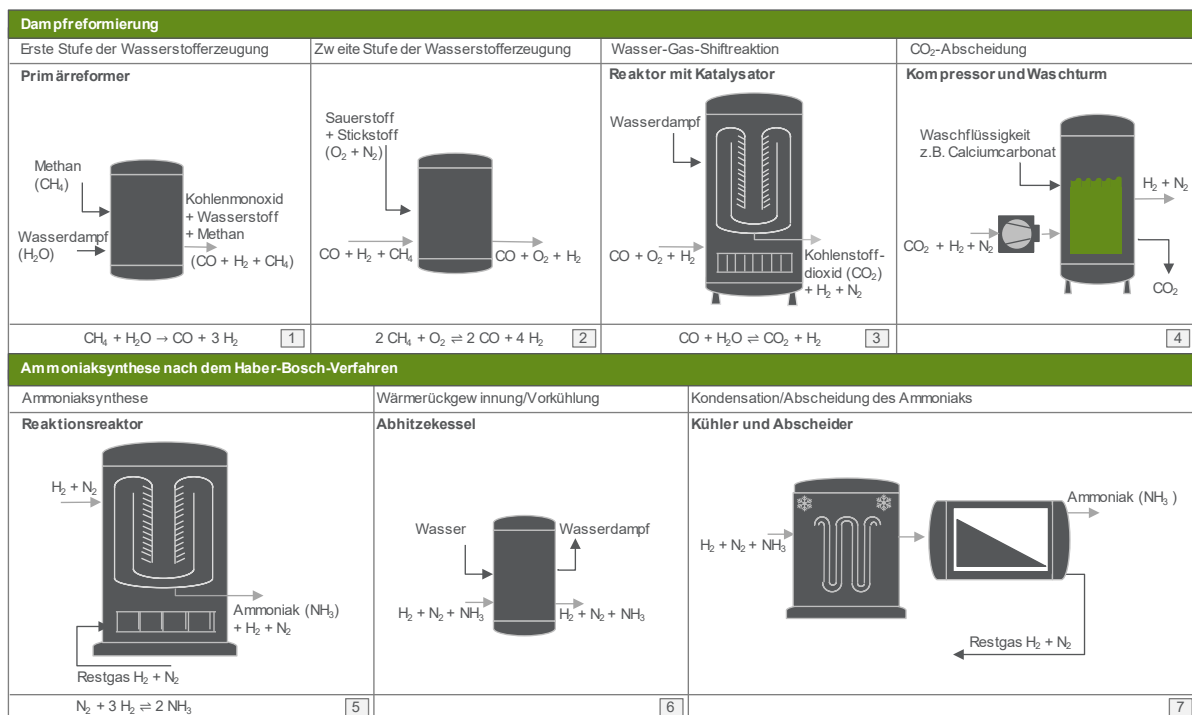 Dampfreformierung
Erste Stufe der Wasserstofferzeugung
Primärreformer
Methan
(CH₄)
Wasserdampf
(H₂O)
Kohlenmonoxid
+ Wasserstoff
+ Methan
(CO + H₂ + CH₄)
CH₄ + H₂O → CO + 3 H₂
1
Zweite Stufe der Wasserstofferzeugung
Sauerstoff
+ Stickstoff
(O₂ + N₂)
CO + H₂ + CH₄
CO + O₂ + H₂
2 CH₄ + O₂ ⇌ 2 CO + 4 H₂
2
Wasser-Gas-Shiftreaktion
Reaktor mit Katalysator
Wasserdampf
CO + O₂ + H₂
Kohlenstoff-
dioxid (CO₂)
+ H₂ + N₂
CO + H₂O ⇌ CO₂ + H₂
3
CO₂-Abscheidung
Kompressor und Waschturm
Waschflüssigkeit
z.B. Calciumcarbonat
H₂ + N₂
CO₂ + H₂ + N₂
CO₂
4
Ammoniaksynthese nach dem Haber-Bosch-Verfahren
Ammoniaksynthese
Reaktionsreaktor
H₂ + N₂
Ammoniak (NH₃)
+ H₂ + N₂
Restgas H₂ + N₂
N₂ + 3 H₂ ⇌ 2 NH₃
5
Wärmerückgewinnung/Vorkühlung
Abhitzekessel
Wasser
Wasserdampf
H₂ + N₂ + NH₃
H₂ + N₂ + NH₃
6
Kondensation/Abscheidung des Ammoniaks
Kühler und Abscheider
H₂ + N₂ + NH₃
Ammoniak (NH₃ )
Restgas H₂ + N₂
7